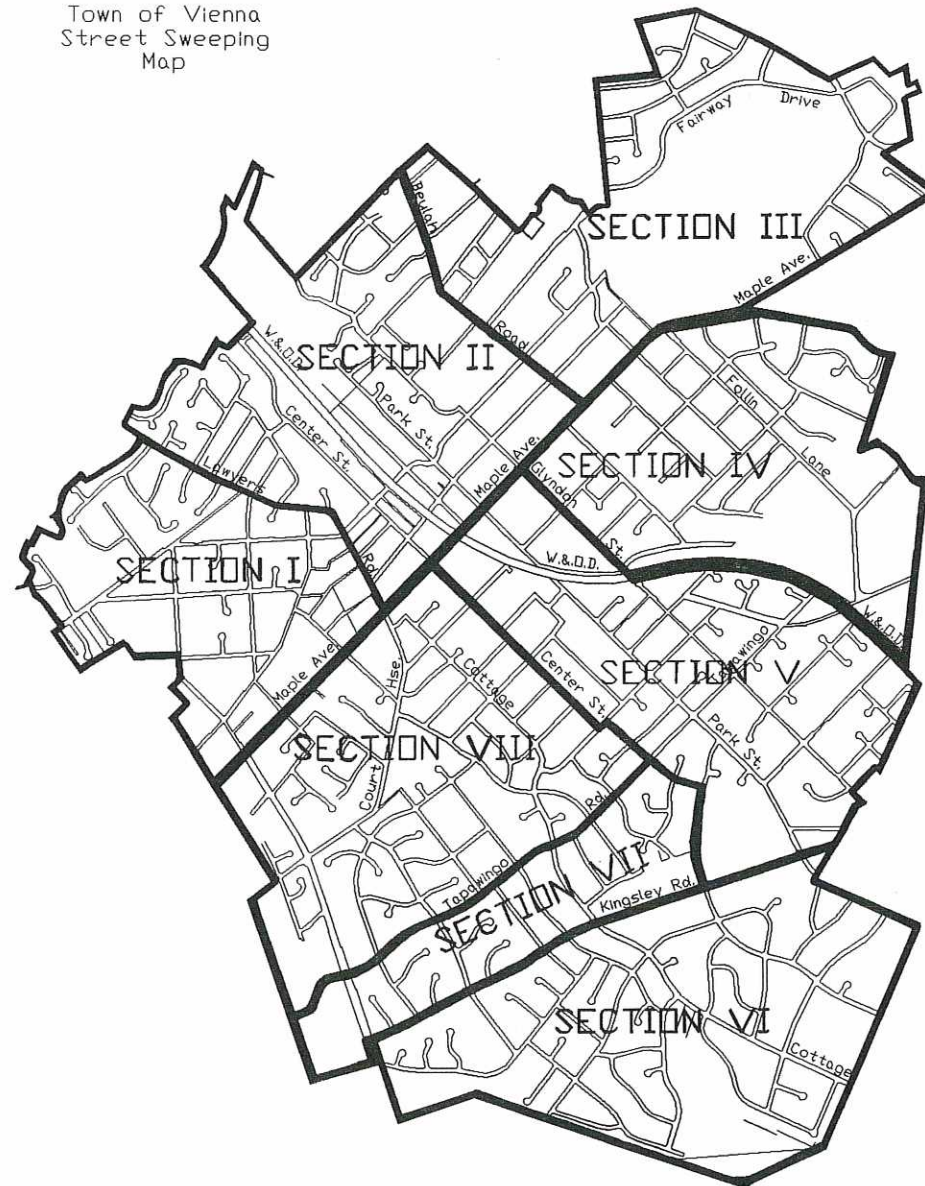 Town of Vienna
Street Sweeping
Map
Fairway
Drive
Beulah
SECTION III
Maple Ave.
W.&.O.D.
SECTION II
Road
Park St.
Center St.
Follin
Lane
Maple Ave.
SECTION IV
Glyndon
St.
Lawyers
W.&.O.D.
SECTION I
Rd.
W.&.O.D.
Maple Ave.
Hse.
Cottage
Center St.
SECTION V
Park St.
SECTION VIII
Court
Rd.
Tapawingo
SECTION VII
Kingsley Rd.
SECTION VI
Cottage